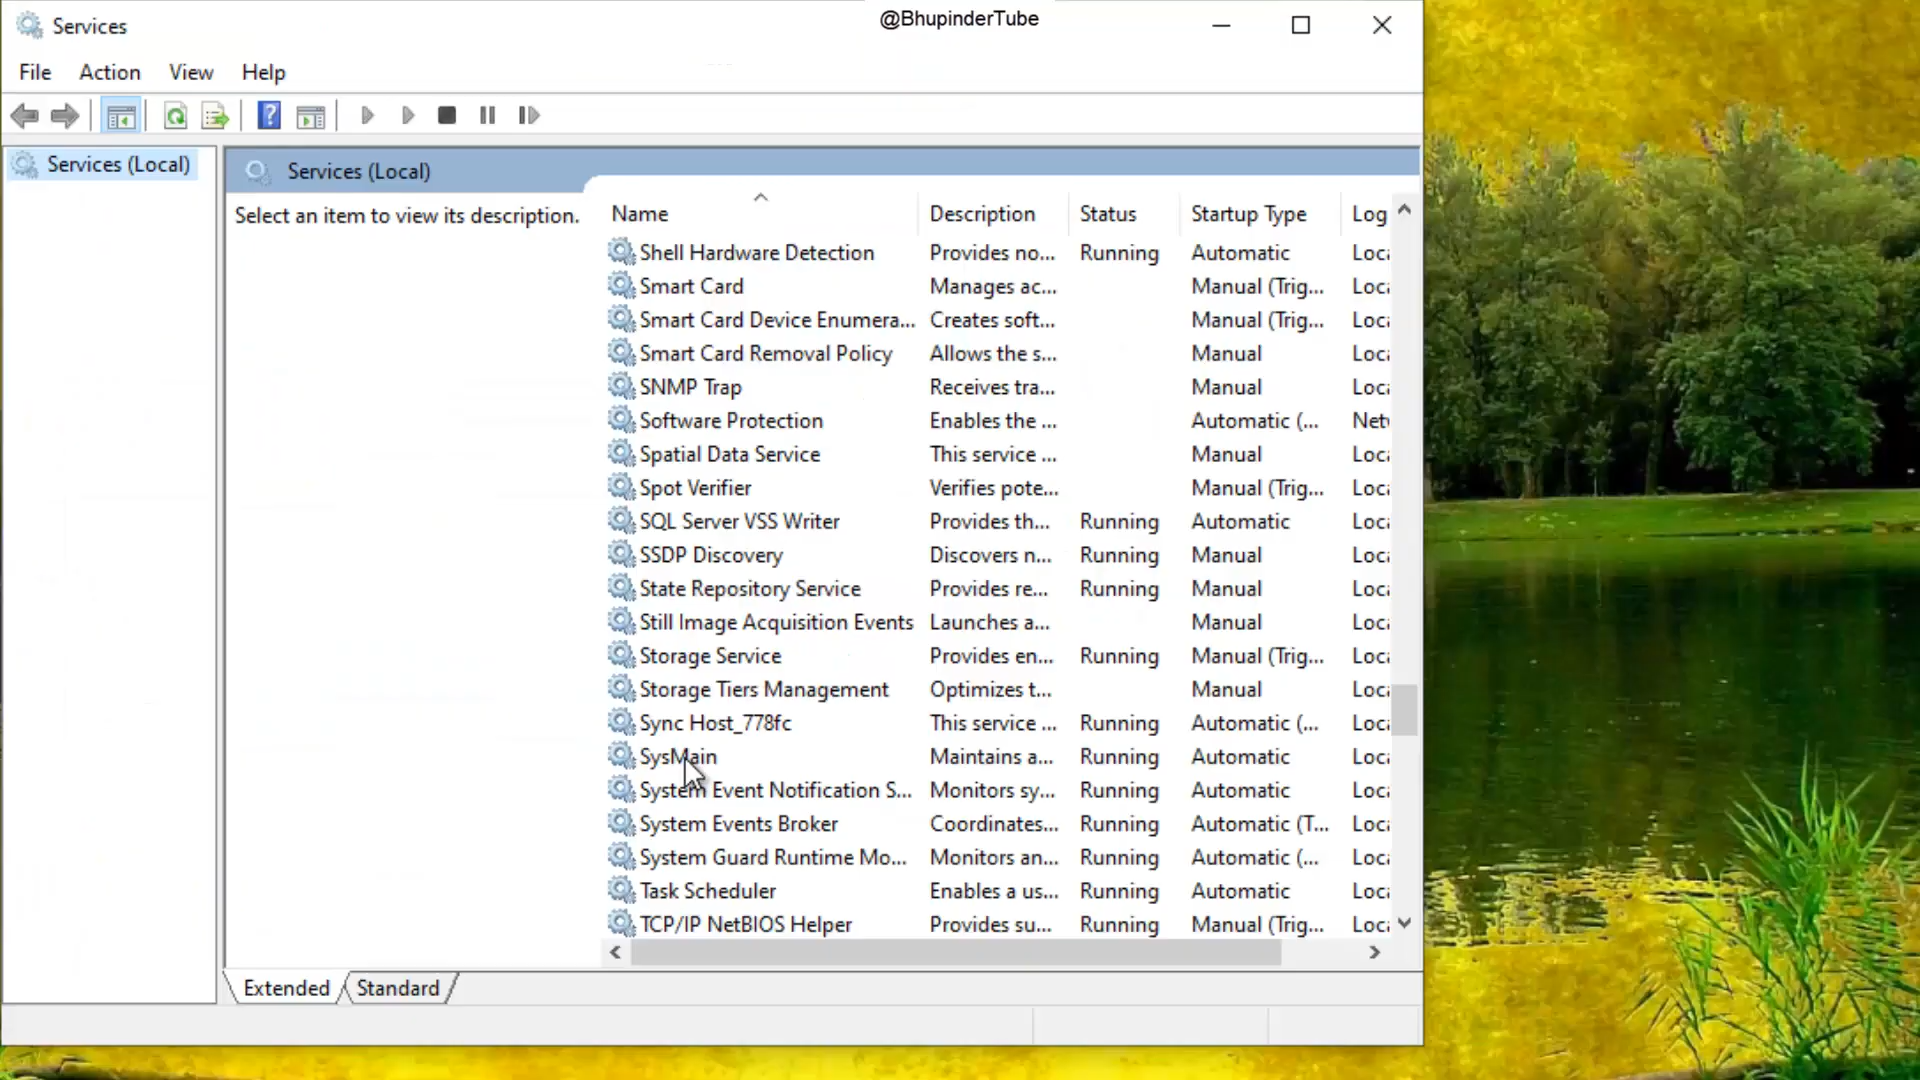 Services
@BhupinderTube
File Action View Help
Services (Local)
Services (Local)
Select an item to view its description.
Name Description Status Startup Type Log
Shell Hardware Detection Provides no... Running Automatic Loca
Smart Card Manages ac... Manual (Trig... Loca
Smart Card Device Enumera... Creates soft... Manual (Trig... Loca
Smart Card Removal Policy Allows the s... Manual Loca
SNMP Trap Receives tra... Manual Loca
Software Protection Enables the ... Automatic (... Netv
Spatial Data Service This service ... Manual Loca
Spot Verifier Verifies pote... Manual (Trig... Loca
SQL Server VSS Writer Provides th... Running Automatic Loca
SSDP Discovery Discovers n... Running Manual Loca
State Repository Service Provides re... Running Manual Loca
Still Image Acquisition Events Launches a... Manual Loca
Storage Service Provides en... Running Manual (Trig... Loca
Storage Tiers Management Optimizes t... Manual Loca
Sync Host_778fc This service ... Running Automatic (... Loca
SysMain Maintains a... Running Automatic Loca
System Event Notification S... Monitors sy... Running Automatic Loca
System Events Broker Coordinates... Running Automatic (T... Loca
System Guard Runtime Mo... Monitors an... Running Automatic (... Loca
Task Scheduler Enables a us... Running Automatic Loca
TCP/IP NetBIOS Helper Provides su... Running Manual (Trig... Loca
Extended Standard